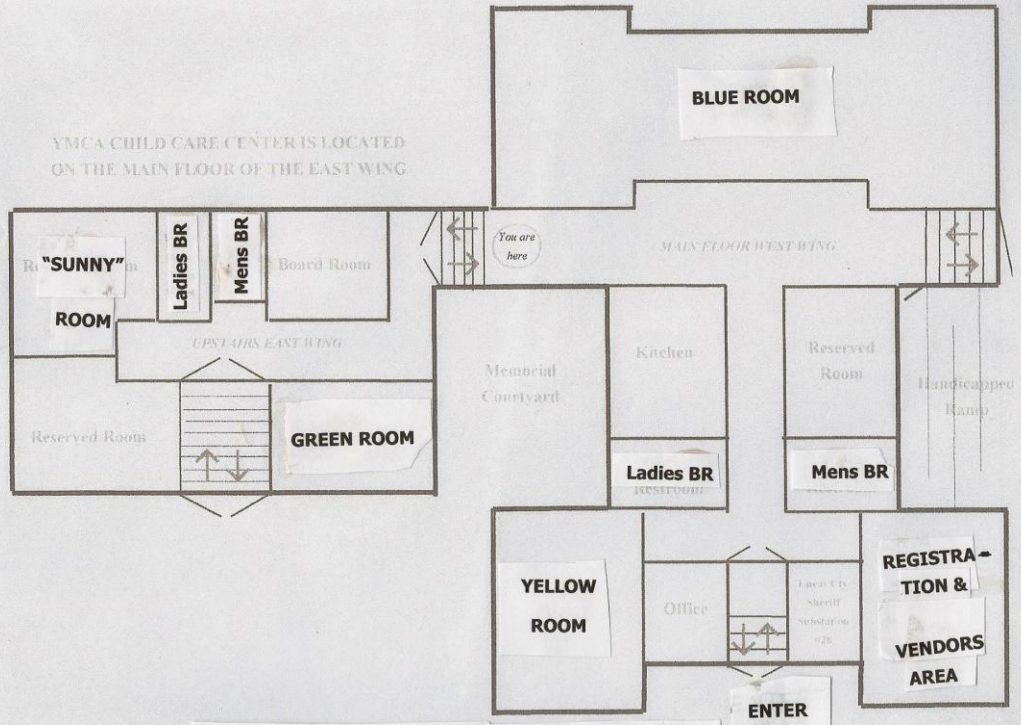 BLUE ROOM
YMCA CHILD CARE CENTER IS LOCATED
ON THE MAIN FLOOR OF THE EAST WING
"SUNNY"
ROOM
Ladies BR
Mens BR
Board Room
You are
here
MAIN FLOOR WEST WING
UPSTAIRS EAST WING
Reserved Room
GREEN ROOM
Memorial
Courtyard
Kitchen
Reserved
Room
Handicapped
Ramp
Ladies BR
Restroom
Mens BR
YELLOW
ROOM
Office
Sheriff
Substation
REGISTRA-
TION &
VENDORS
AREA
ENTER